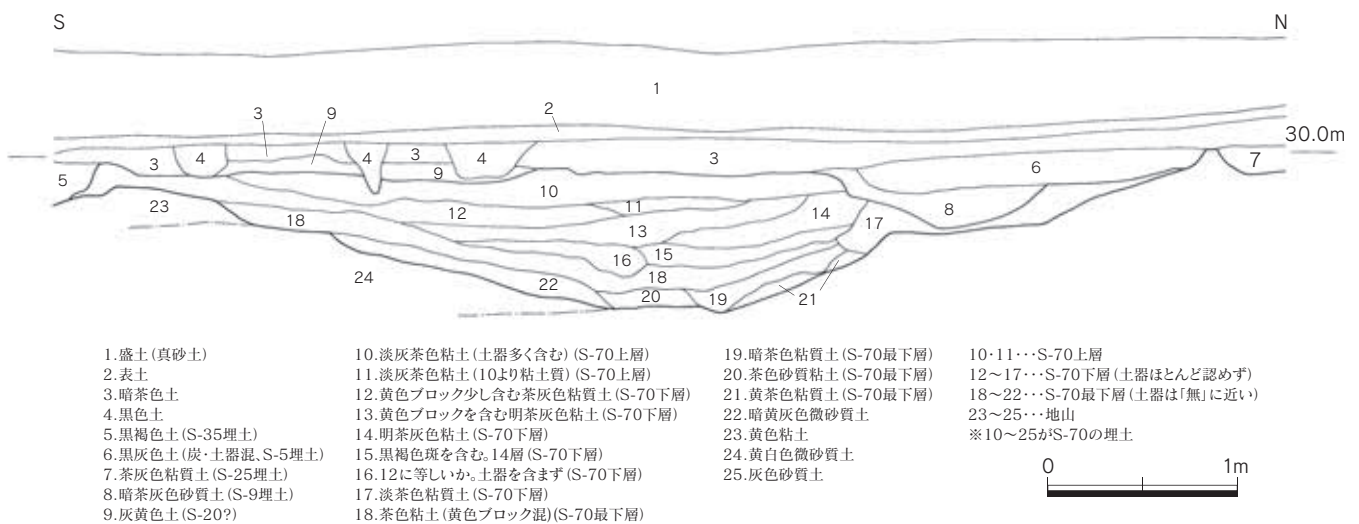 S N
1
2
3 9
30.0m
3 4 4 3 4 3 6 7
5 9 8
10
23 12 11 14 17
18 13
16 15
24 18
22 20 19 21
1.盛土(真砂土)
2.表土
3.暗茶色土
4.黒色土
5.黒褐色土(S-35埋土)
6.黒灰色土(炭・土器混、S-5埋土)
7.茶灰色粘質土(S-25埋土)
8.暗茶灰色砂質土(S-9埋土)
9.灰黄色土(S-20?)
10.淡灰茶色粘土(土器多く含む)(S-70上層)
11.淡灰茶色粘土(10より粘土質)(S-70上層)
12.黄色ブロック少し含む茶灰色粘質土(S-70下層)
13.黄色ブロックを含む明茶灰色粘土(S-70下層)
14.明茶灰色粘土(S-70下層)
15.黒褐色斑を含む。14層(S-70下層)
16.12に等しいか。土器を含まず(S-70下層)
17.淡茶色粘質土(S-70下層)
18.茶色粘土(黄色ブロック混)(S-70最下層)
19.暗茶色粘質土(S-70最下層)
20.茶色砂質粘土(S-70最下層)
21.黄茶色粘質土(S-70最下層)
22.暗黄灰色微砂質土
23.黄色粘土
24.黄白色微砂質土
25.灰色砂質土
10・11・・・S-70上層
12〜17・・・S-70下層(土器ほとんど認めず)
18〜22・・・S-70最下層(土器は「無」に近い)
23〜25・・・地山
※10〜25がS-70の埋土
0 1m